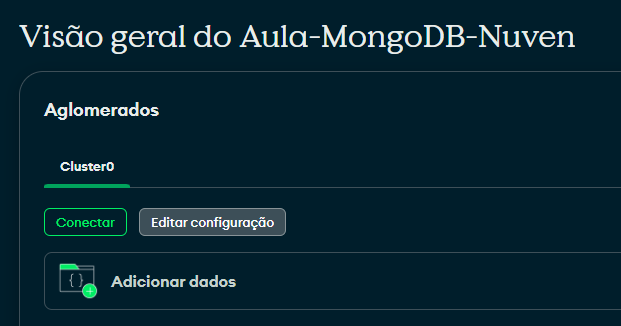 Visão geral do Aula-MongoDB-Nuven
Aglomerados
Cluster0
Conectar Editar configuração
{ } Adicionar dados